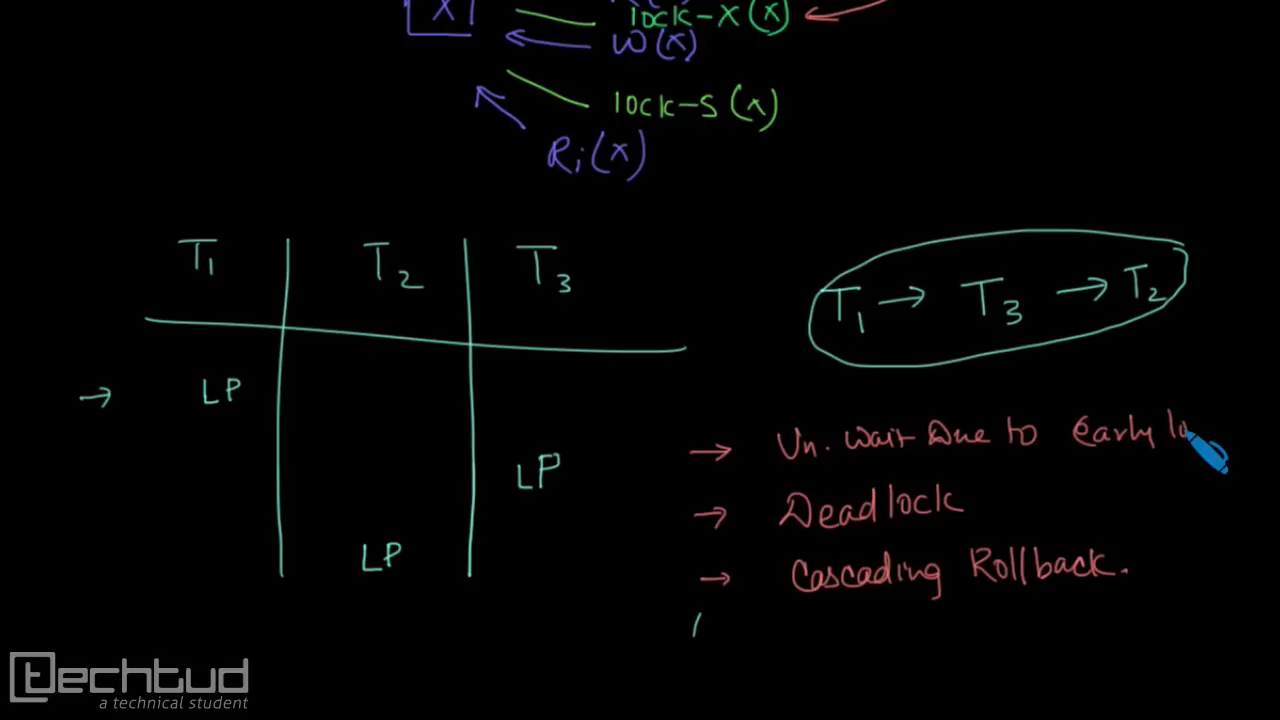 X
lock-X(x)
W(x)
lock-S(x)
Ri(x)
T1 T2 T3
T1 → T3 → T2
→ LP
→ Un. wait Due to Early lo
LP
→ Deadlock
LP
→ Cascading Rollback.
techtud
a technical student